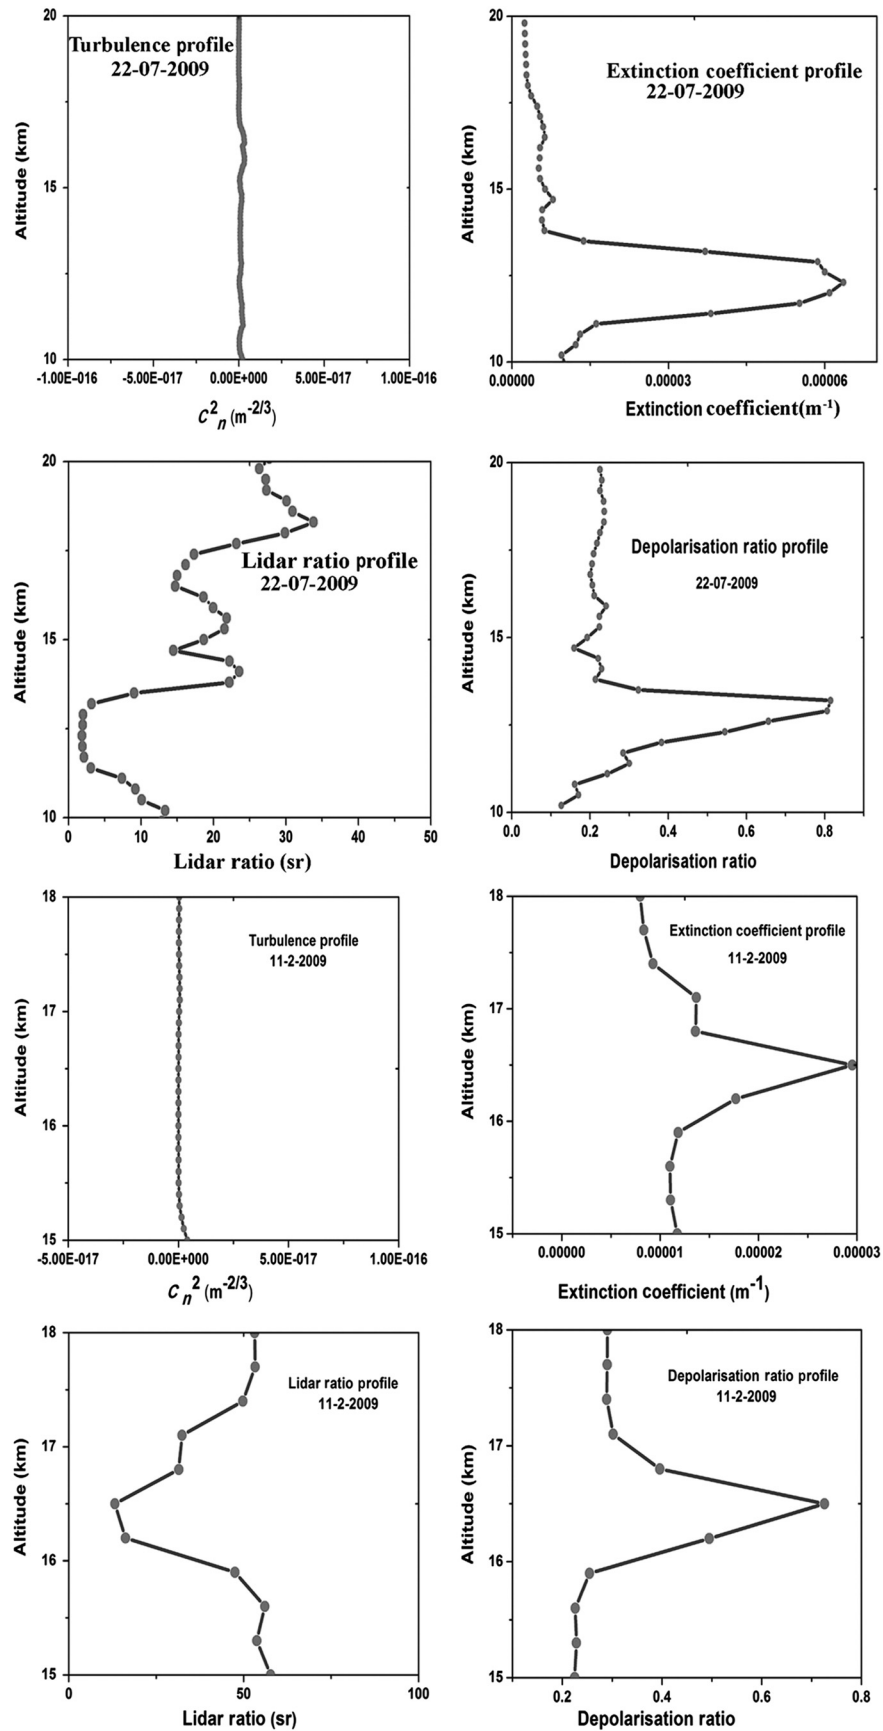 Turbulence profile
22-07-2009
Altitude (km)
20
15
10
-1.00E-016 -5.00E-017 0.00E+000 5.00E-017 1.00E-016
C²n (m-2/3)
Extinction coefficient profile
22-07-2009
Altitude (km)
20
15
10
0.00000 0.00003 0.00006
Extinction coefficient(m-1)
Lidar ratio profile
22-07-2009
Altitude (km)
20
15
10
0 10 20 30 40 50
Lidar ratio (sr)
Depolarisation ratio profile
22-07-2009
Altitude (km)
20
15
10
0.0 0.2 0.4 0.6 0.8
Depolarisation ratio
Turbulence profile
11-2-2009
Altitude (km)
18
17
16
15
-5.00E-017 0.00E+000 5.00E-017 1.00E-016
Cn² (m-2/3)
Extinction coefficient profile
11-2-2009
Altitude (km)
18
17
16
15
0.00000 0.00001 0.00002 0.00003
Extinction coefficient (m-1)
Lidar ratio profile
11-2-2009
Altitude (km)
18
17
16
15
0 50 100
Lidar ratio (sr)
Depolarisation ratio profile
11-2-2009
Altitude (km)
18
17
16
15
0.2 0.4 0.6 0.8
Depolarisation ratio